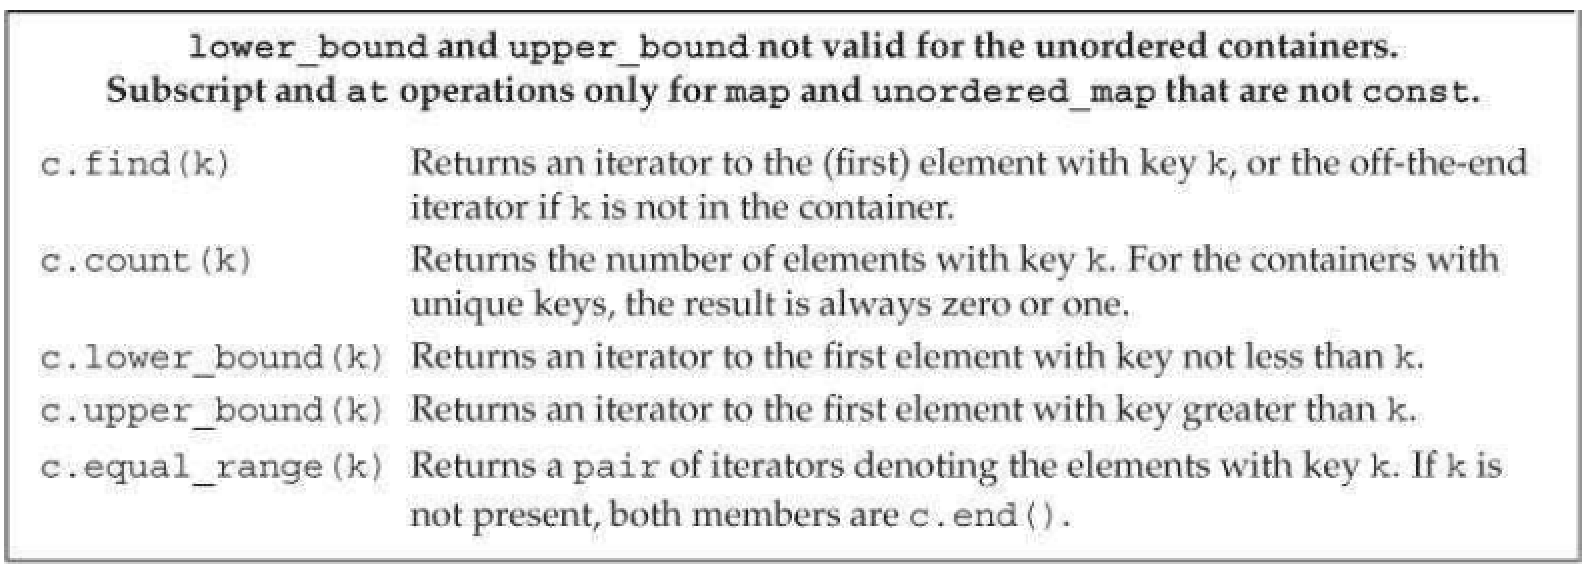 lower_bound and upper_bound not valid for the unordered containers.
Subscript and at operations only for map and unordered_map that are not const.
c.find(k) Returns an iterator to the (first) element with key k, or the off-the-end
iterator if k is not in the container.
c.count(k) Returns the number of elements with key k. For the containers with
unique keys, the result is always zero or one.
c.lower_bound(k) Returns an iterator to the first element with key not less than k.
c.upper_bound(k) Returns an iterator to the first element with key greater than k.
c.equal_range(k) Returns a pair of iterators denoting the elements with key k. If k is
not present, both members are c.end().